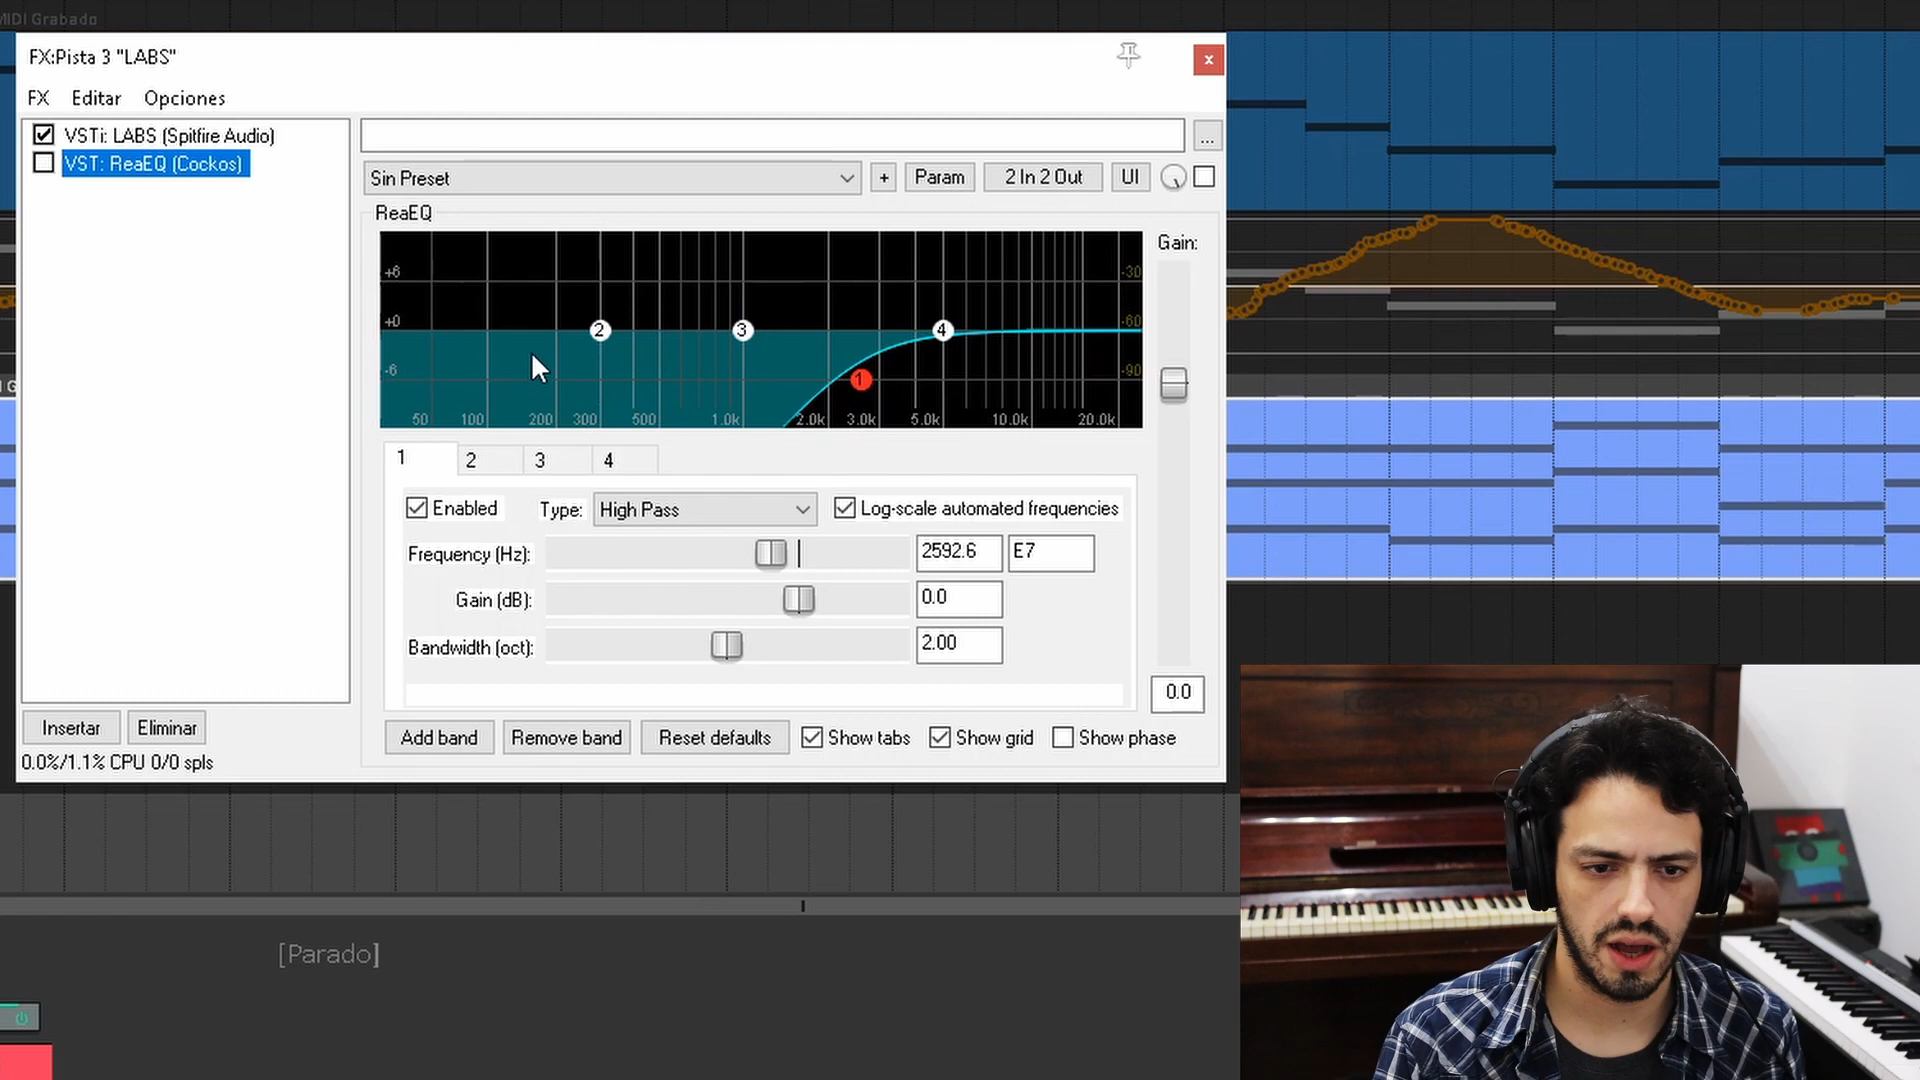 MIDI Grabado
FX:Pista 3 "LABS"
x
FX Editar Opciones
VSTi: LABS (Spitfire Audio)
VST: ReaEQ (Cockos)
...
Sin Preset
+
Param
2 In 2 Out
UI
ReaEQ
Gain:
+6
-30
+0
-60
-6
-90
2
3
4
1
50 100 200 300 500 1.0k 2.0k 3.0k 5.0k 10.0k 20.0k
1 2 3 4
Enabled
Type: High Pass
Log-scale automated frequencies
Frequency (Hz): 2592.6 E7
Gain (dB): 0.0
Bandwidth (oct): 2.00
0.0
Insertar Eliminar
Add band Remove band Reset defaults Show tabs Show grid Show phase
0.0%/1.1% CPU 0/0 spls
[Parado]